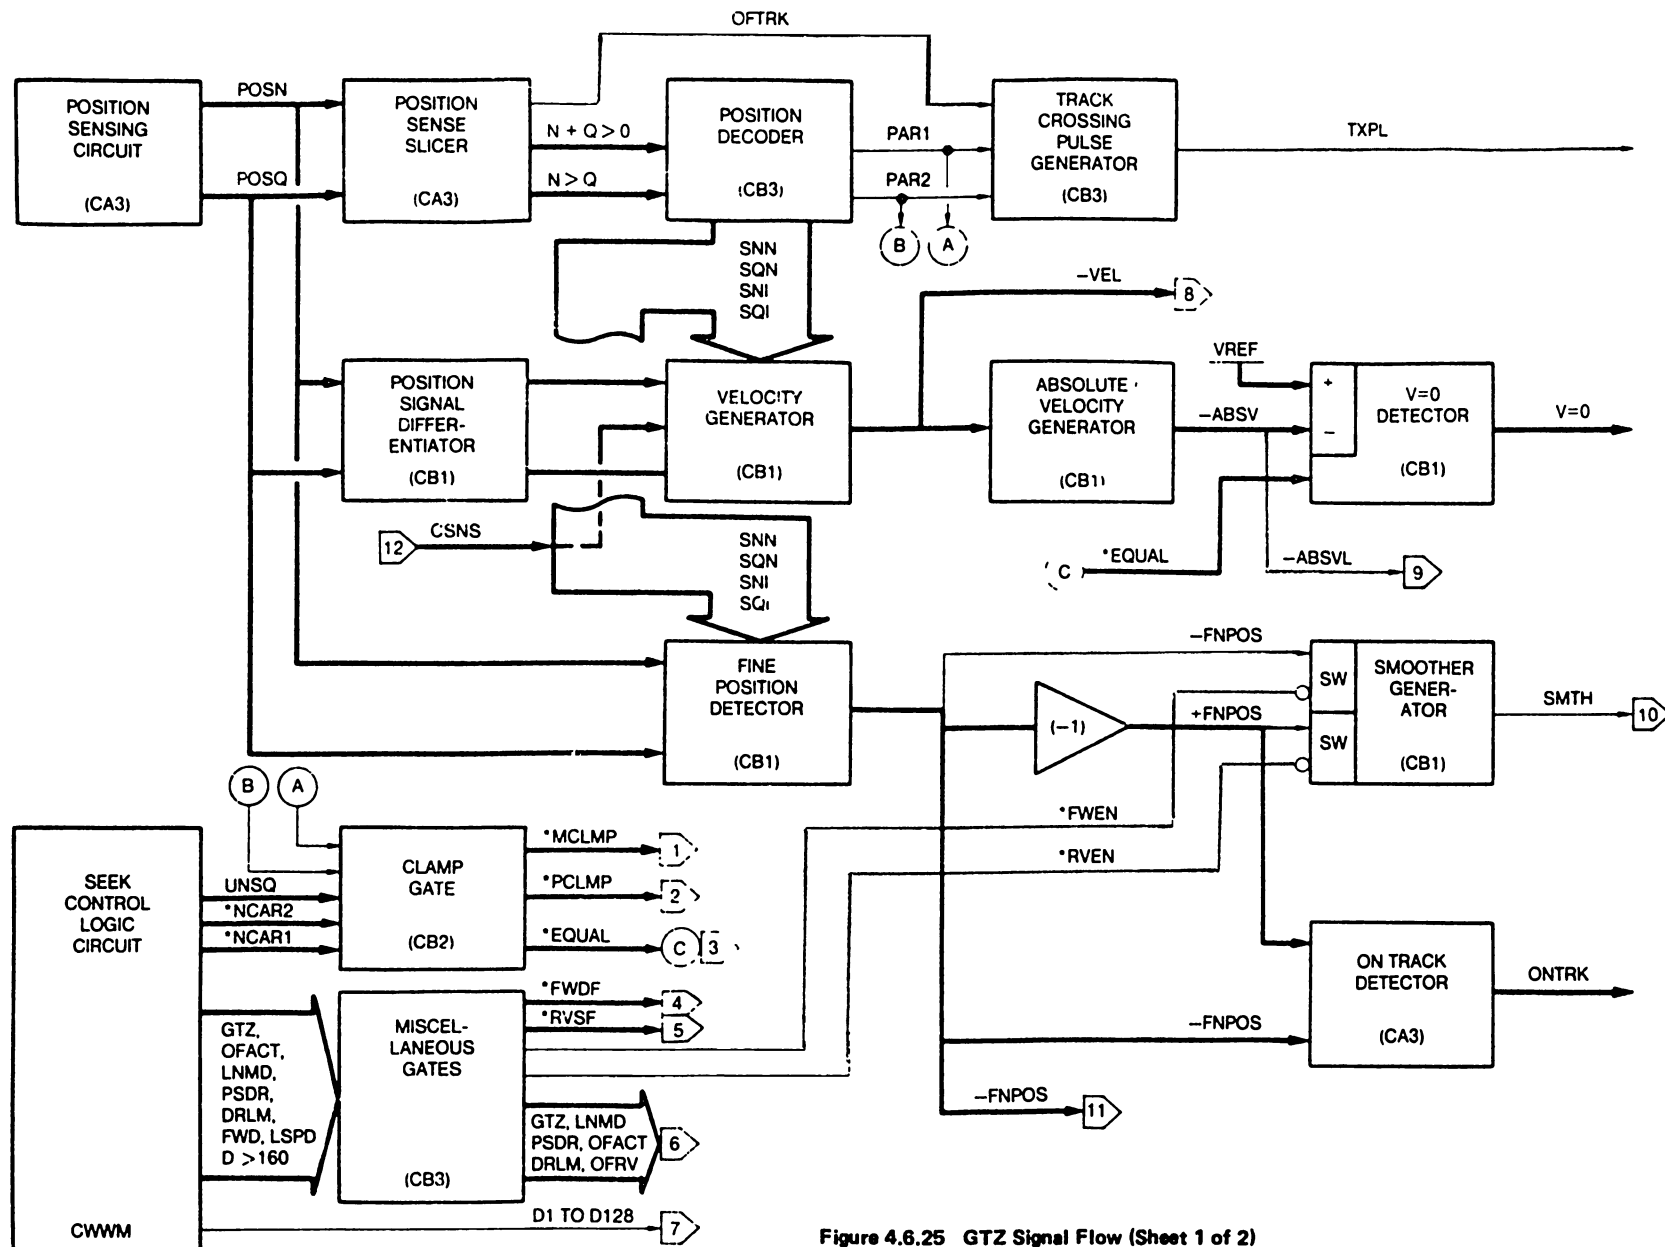 OFTRK
POSITION
SENSING
CIRCUIT
(CA3)
POSN
POSQ
POSITION
SENSE
SLICER
(CA3)
N + Q > 0
N > Q
POSITION
DECODER
(CB3)
PAR1
PAR2
B
A
TRACK
CROSSING
PULSE
GENERATOR
(CB3)
TXPL
SNN
SQN
SNI
SQI
–VEL
8
POSITION
SIGNAL
DIFFER-
ENTIATOR
(CB1)
VELOCITY
GENERATOR
(CB1)
ABSOLUTE
VELOCITY
GENERATOR
(CB1)
VREF
–ABSV
+
–
V=0
DETECTOR
(CB1)
V=0
12
CSNS
SNN
SQN
SNI
SQI
C
*EQUAL
–ABSVL
9
FINE
POSITION
DETECTOR
(CB1)
–FNPOS
(–1)
+FNPOS
SW
SW
SMOOTHER
GENER-
ATOR
(CB1)
SMTH
10
*FWEN
*RVEN
B
A
SEEK
CONTROL
LOGIC
CIRCUIT
CWWM
UNSQ
*NCAR2
*NCAR1
CLAMP
GATE
(CB2)
*MCLMP
1
*PCLMP
2
*EQUAL
C
3
GTZ,
OFACT,
LNMD,
PSDR,
DRLM,
FWD, LSPD
D >160
MISCEL-
LANEOUS
GATES
(CB3)
*FWDF
4
*RVSF
5
GTZ, LNMD
PSDR, OFACT
DRLM, OFRV
6
D1 TO D128
7
–FNPOS
ON TRACK
DETECTOR
(CA3)
ONTRK
–FNPOS
11
Figure 4.6.25 GTZ Signal Flow (Sheet 1 of 2)